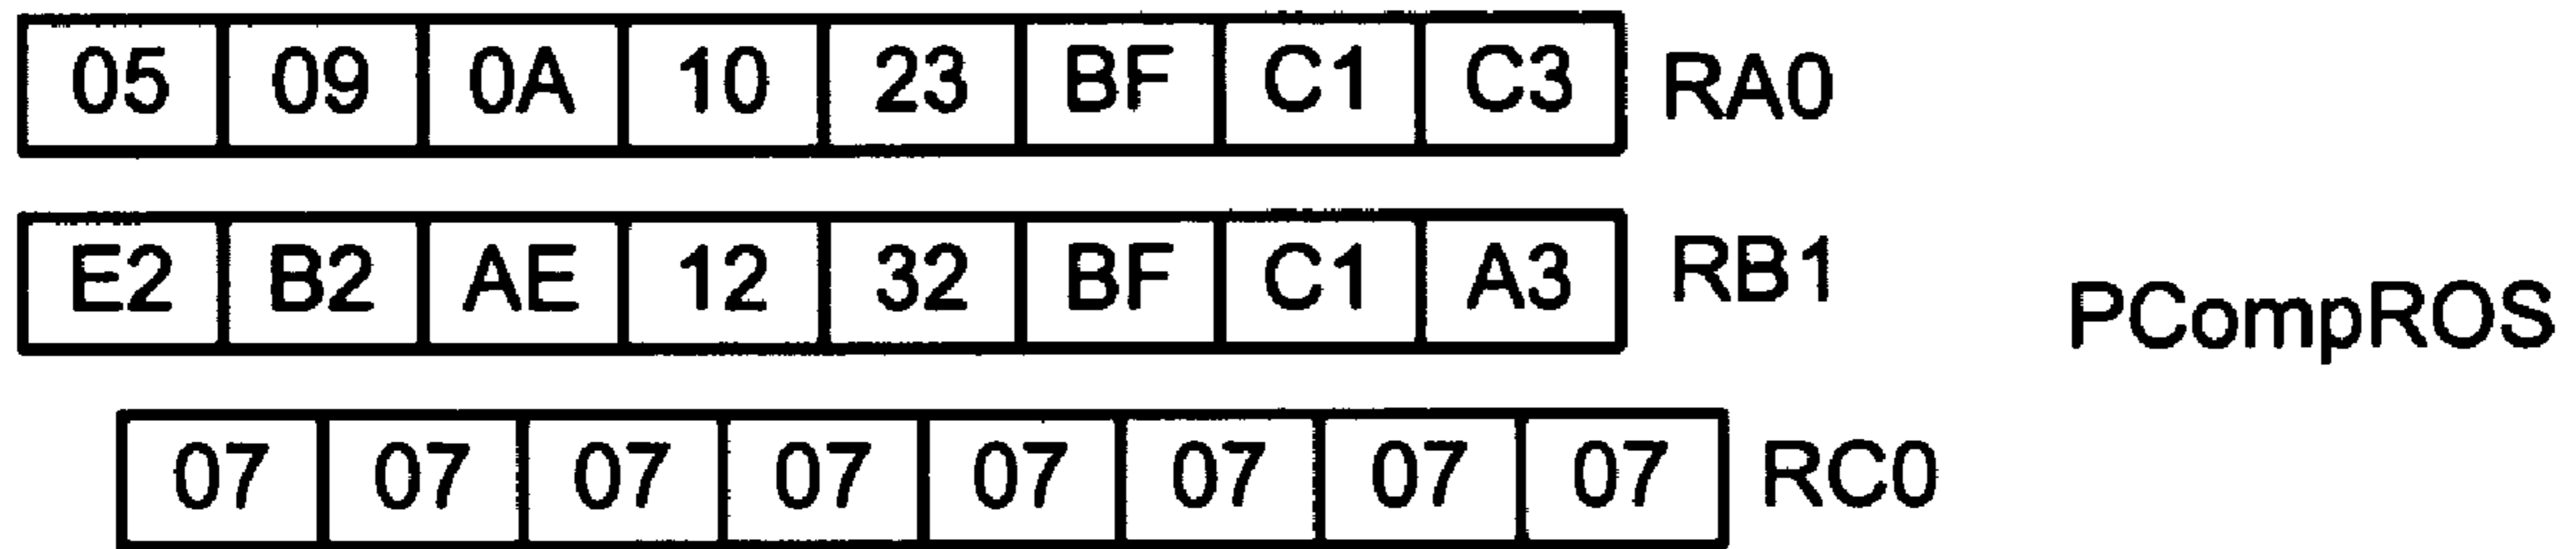 05 09 0A 10 23 BF C1 C3 RA0
E2 B2 AE 12 32 BF C1 A3 RB1
PCompROS
07 07 07 07 07 07 07 07 RC0